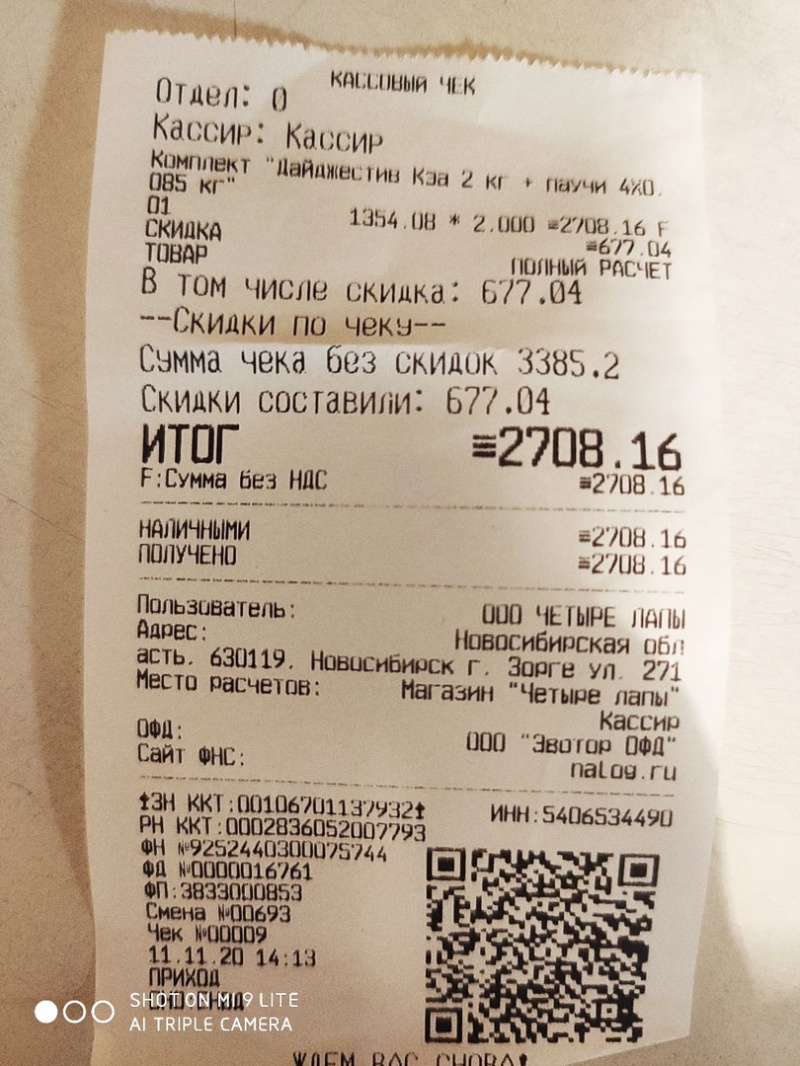 КАССОВЫЙ ЧЕК
Отдел: 0
Кассир: Кассир
Комплект "Дайджестив Кэа 2 кг + паучи 4X0.
085 кг"
01 1354.08 * 2.000 ≡2708.16 F
СКИДКА ≡677.04
ТОВАР ПОЛНЫЙ РАСЧЕТ
В том числе скидка: 677.04
--Скидки по чеку--
Сумма чека без скидок 3385.2
Скидки составили: 677.04
ИТОГ ≡2708.16
F:Сумма без НДС ≡2708.16
НАЛИЧНЫМИ ≡2708.16
ПОЛУЧЕНО ≡2708.16
Пользователь: ООО ЧЕТЫРЕ ЛАПЫ
Адрес: Новосибирская обл
асть, 630119, Новосибирск г, Зорге ул, 271
Место расчетов: Магазин "Четыре лапы"
Кассир
ОФД: ООО "Эвотор ОФД"
Сайт ФНС: nalog.ru
ЗН ККТ:00106701137932 ИНН:5406534490
РН ККТ:0002836052007793
ФН №9252440300075744
ФД №0000016761
ФП:3833000853
Смена №00693
Чек №00009
11.11.20 14:13
ПРИХОД
SHOT ON MI 9 LITE
AI TRIPLE CAMERA
ЖДЕМ ВАС СНОВА!